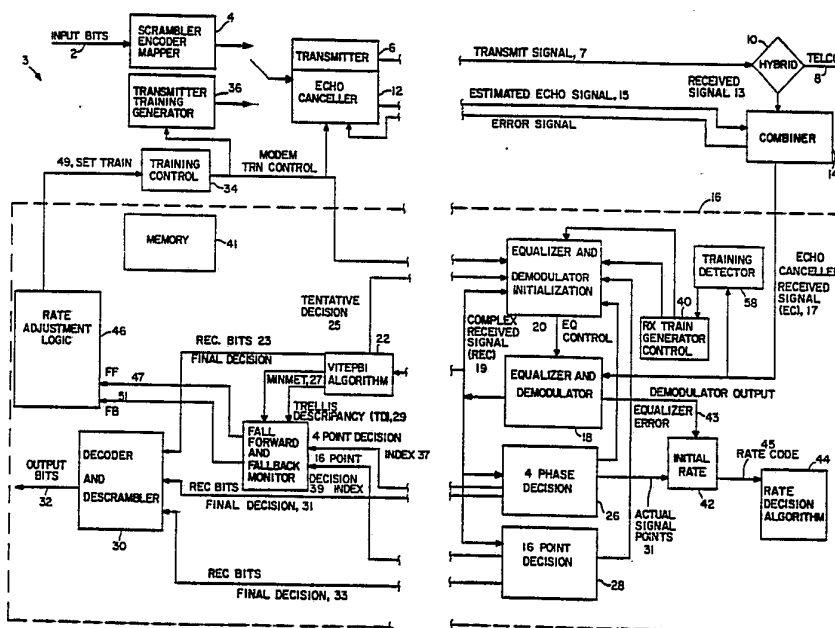 INPUT BITS
2
3
SCRAMBLER
ENCODER
MAPPER
4
TRANSMITTER
6
ECHO
CANCELLER
12
TRANSMITTER
TRAINING
GENERATOR
36
49, SET TRAIN
TRAINING
CONTROL
34
MODEM
TRN CONTROL
TRANSMIT SIGNAL, 7
10
HYBRID
TELCO
8
RECEIVED
SIGNAL 13
ESTIMATED ECHO SIGNAL, 15
ERROR SIGNAL
COMBINER
14
16
MEMORY
41
RATE
ADJUSTMENT
LOGIC
46
TENTATIVE
DECISION
25
REC. BITS 23
FINAL DECISION
22
VITEPBI
ALGORITHM
MINMET, 27
TRELLIS
DESCRIPANCY (TD), 29
FF
47
51
FB
FALL
FORWARD
AND
FALLBACK
MONITOR
4 POINT DECISION
INDEX 37
16 POINT
DECISION
39 INDEX
DECODER
AND
DESCRAMBLER
30
OUTPUT
BITS
32
REC BITS
FINAL DECISION, 31
REC BITS
FINAL DECISION, 33
EQUALIZER AND
DEMODULATOR
INITIALIZATION
20
EQ
CONTROL
COMPLEX
RECEIVED
SIGNAL (REC)
19
TRAINING
DETECTOR
58
40
RX TRAIN
GENERATOR
CONTROL
ECHO
CANCELLED
RECEIVED
SIGNAL (EC), 17
EQUALIZER AND
DEMODULATOR
18
DEMODULATOR OUTPUT
EQUALIZER
ERROR
43
4 PHASE
DECISION
26
INITIAL
RATE
42
45
RATE CODE
44
RATE DECISION
ALGORITHM
ACTUAL
SIGNAL
POINTS
31
16 POINT
DECISION
28